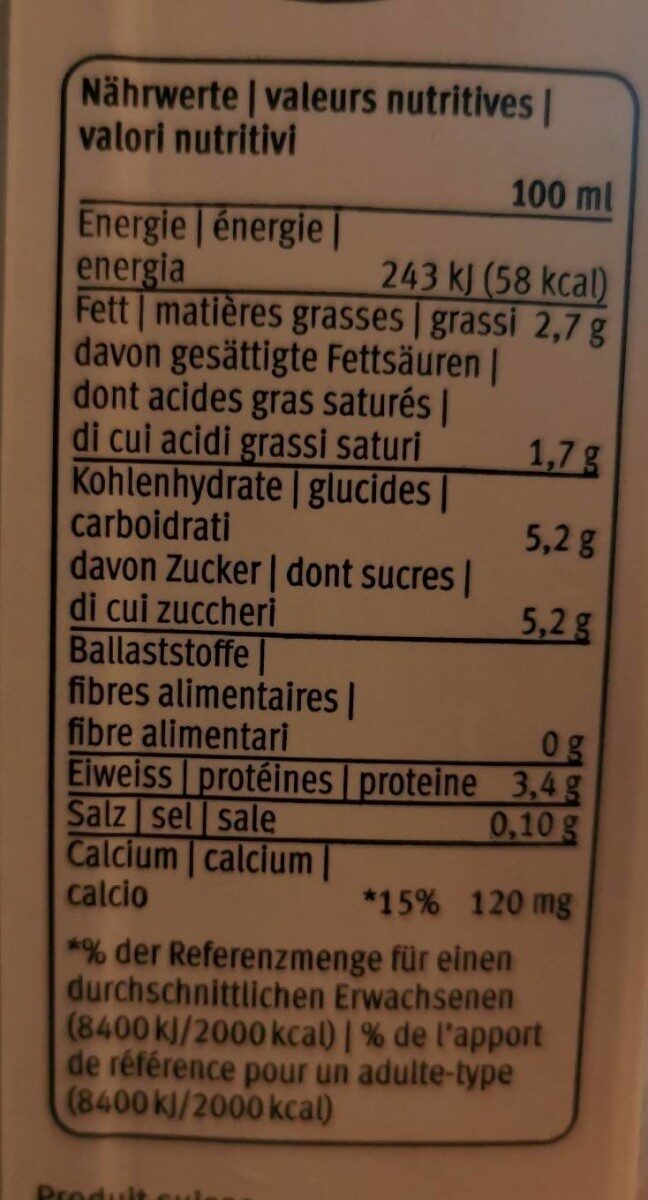 Nährwerte | valeurs nutritives |
valori nutritivi
100 ml
Energie | énergie |
energia 243 kJ (58 kcal)
Fett | matières grasses | grassi 2,7 g
davon gesättigte Fettsäuren |
dont acides gras saturés |
di cui acidi grassi saturi 1,7 g
Kohlenhydrate | glucides |
carboidrati 5,2 g
davon Zucker | dont sucres |
di cui zuccheri 5,2 g
Ballaststoffe |
fibres alimentaires |
fibre alimentari 0 g
Eiweiss | protéines | proteine 3,4 g
Salz | sel | sale 0,10 g
Calcium | calcium |
calcio *15% 120 mg
*% der Referenzmenge für einen
durchschnittlichen Erwachsenen
(8400 kJ/2000 kcal) | % de l'apport
de référence pour un adulte-type
(8400 kJ/2000 kcal)
Produit